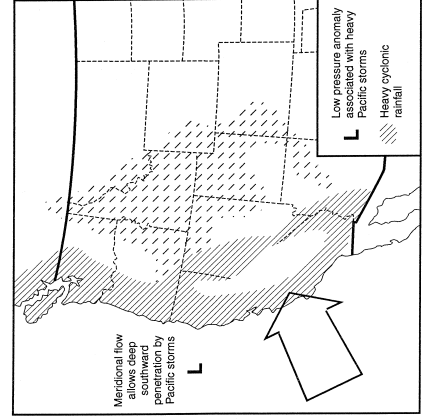 Meridional flow
allows deep
southward
penetration by
Pacific storms
L
L
Low pressure anomaly
associated with heavy
Pacific storms
Heavy cyclonic
rainfall